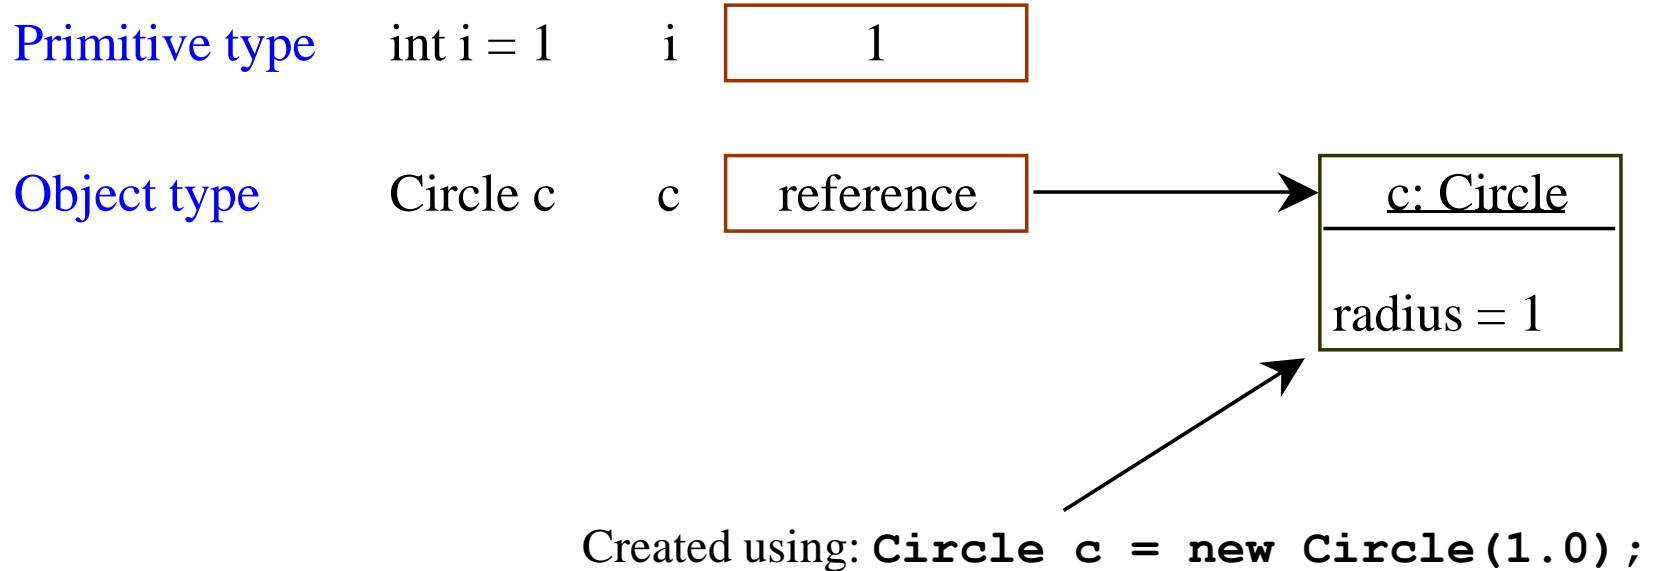 Primitive type int i = 1 i 1
Object type Circle c c reference c: Circle
radius = 1
Created using: Circle c = new Circle(1.0);